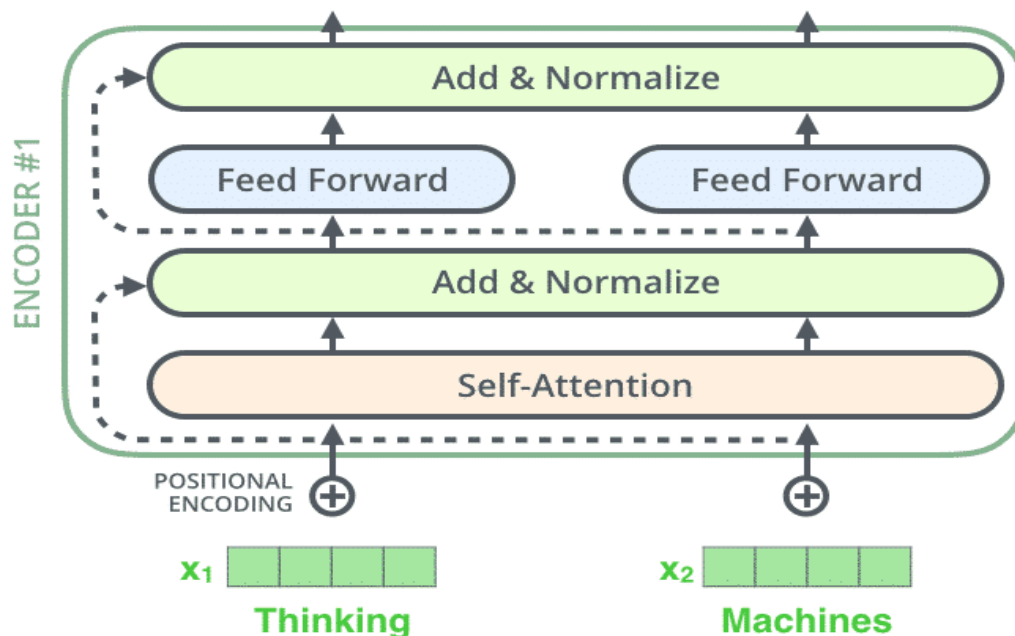 ENCODER #1
Add & Normalize
Feed Forward Feed Forward
Add & Normalize
Self-Attention
POSITIONAL
ENCODING
x₁ x₂
Thinking Machines